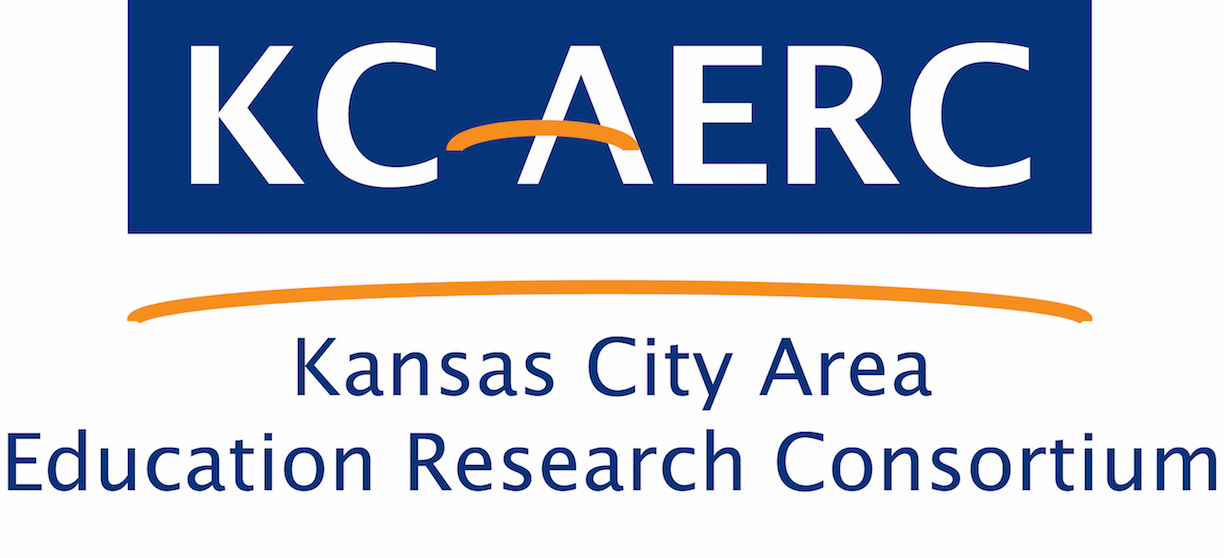 KC AERC
Kansas City Area
Education Research Consortium